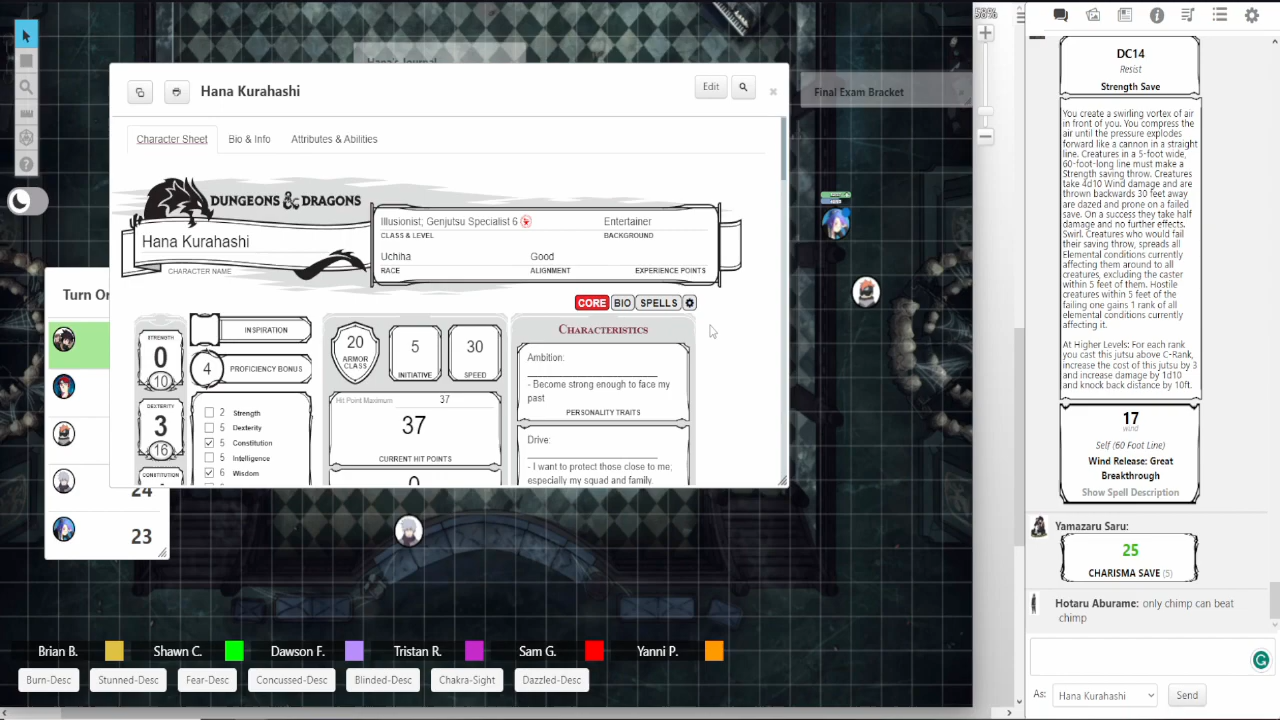 Hana's Journal
Hana Kurahashi
Edit
Final Exam Bracket
Character Sheet
Bio & Info
Attributes & Abilities
DUNGEONS & DRAGONS
Hana Kurahashi
CHARACTER NAME
Illusionist, Genjutsu Specialist 6
CLASS & LEVEL
Entertainer
BACKGROUND
Uchiha
RACE
Good
ALIGNMENT
EXPERIENCE POINTS
CORE
BIO
SPELLS
STRENGTH
0
10
DEXTERITY
3
16
CONSTITUTION
INSPIRATION
4
PROFICIENCY BONUS
2 Strength
5 Dexterity
5 Constitution
5 Intelligence
6 Wisdom
20
ARMOR
CLASS
5
INITIATIVE
30
SPEED
Hit Point Maximum 37
37
CURRENT HIT POINTS
0
CHARACTERISTICS
Ambition:
- Become strong enough to face my
past
PERSONALITY TRAITS
Drive:
- I want to protect those close to me;
especially my squad and family.
Turn Or
24
23
Brian B.
Shawn C.
Dawson F.
Tristan R.
Sam G.
Yanni P.
Burn-Desc
Stunned-Desc
Fear-Desc
Concussed-Desc
Blinded-Desc
Chakra-Sight
Dazzled-Desc
DC14
Resist
Strength Save
You create a swirling vortex of air
in front of you. You compress the
air until the pressure explodes
forward like a cannon in a straight
line. Creatures in a 5-foot wide,
60-foot-long line must make a
Strength saving throw. Creatures
take 4d10 Wind damage and are
thrown backwards 30 feet away
are dazed and prone on a failed
save. On a success they take half
damage and no further effects.
Swirl. Creatures who would fail
their saving throw, spreads all
Elemental conditions currently
affecting them around to all
creatures, excluding the caster
within 5 feet of them. Hostile
creatures within 5 feet of the
failing one gains 1 rank of all
elemental conditions currently
affecting it.
At Higher Levels: For each rank
you cast this jutsu above C-Rank,
increase the cost of this jutsu by 3
and increase damage by 1d10
and knock back distance by 10ft.
17
wind
Self (60 Foot Line)
Wind Release: Great
Breakthrough
Show Spell Description
Yamazaru Saru:
25
CHARISMA SAVE (5)
Hotaru Aburame: only chimp can beat
chimp
As:
Hana Kurahashi
Send